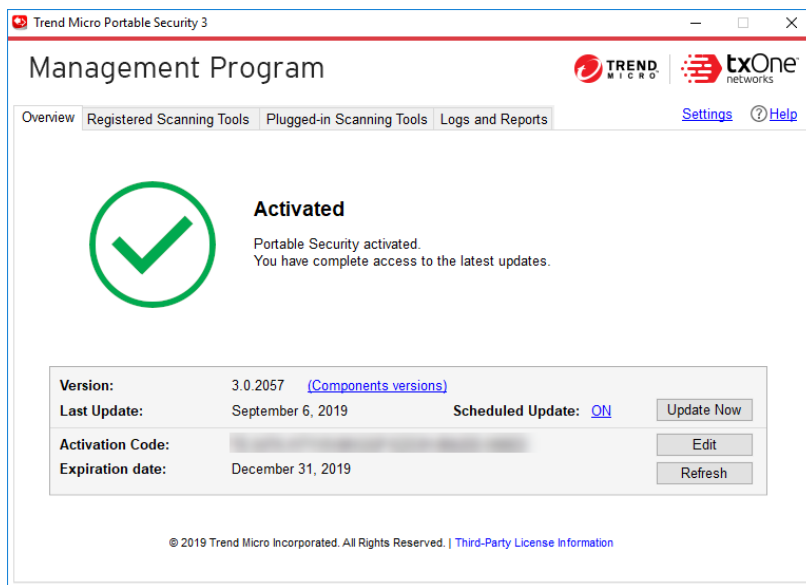 Trend Micro Portable Security 3
Management Program
TREND MICRO
txOne networks
Overview Registered Scanning Tools Plugged-in Scanning Tools Logs and Reports Settings ? Help
Activated
Portable Security activated.
You have complete access to the latest updates.
Version: 3.0.2057 (Components versions)
Last Update: September 6, 2019 Scheduled Update: ON Update Now
Activation Code: Edit
Expiration date: December 31, 2019 Refresh
© 2019 Trend Micro Incorporated. All Rights Reserved. | Third-Party License Information